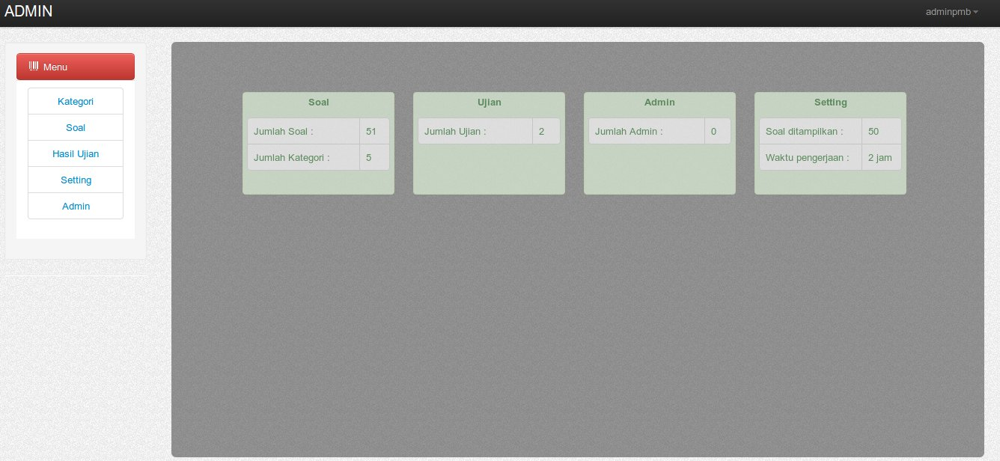 ADMIN
adminpmb
Menu
Kategori
Soal
Hasil Ujian
Setting
Admin
Soal
Jumlah Soal : 51
Jumlah Kategori : 5
Ujian
Jumlah Ujian : 2
Admin
Jumlah Admin : 0
Setting
Soal ditampilkan : 50
Waktu pengerjaan : 2 jam